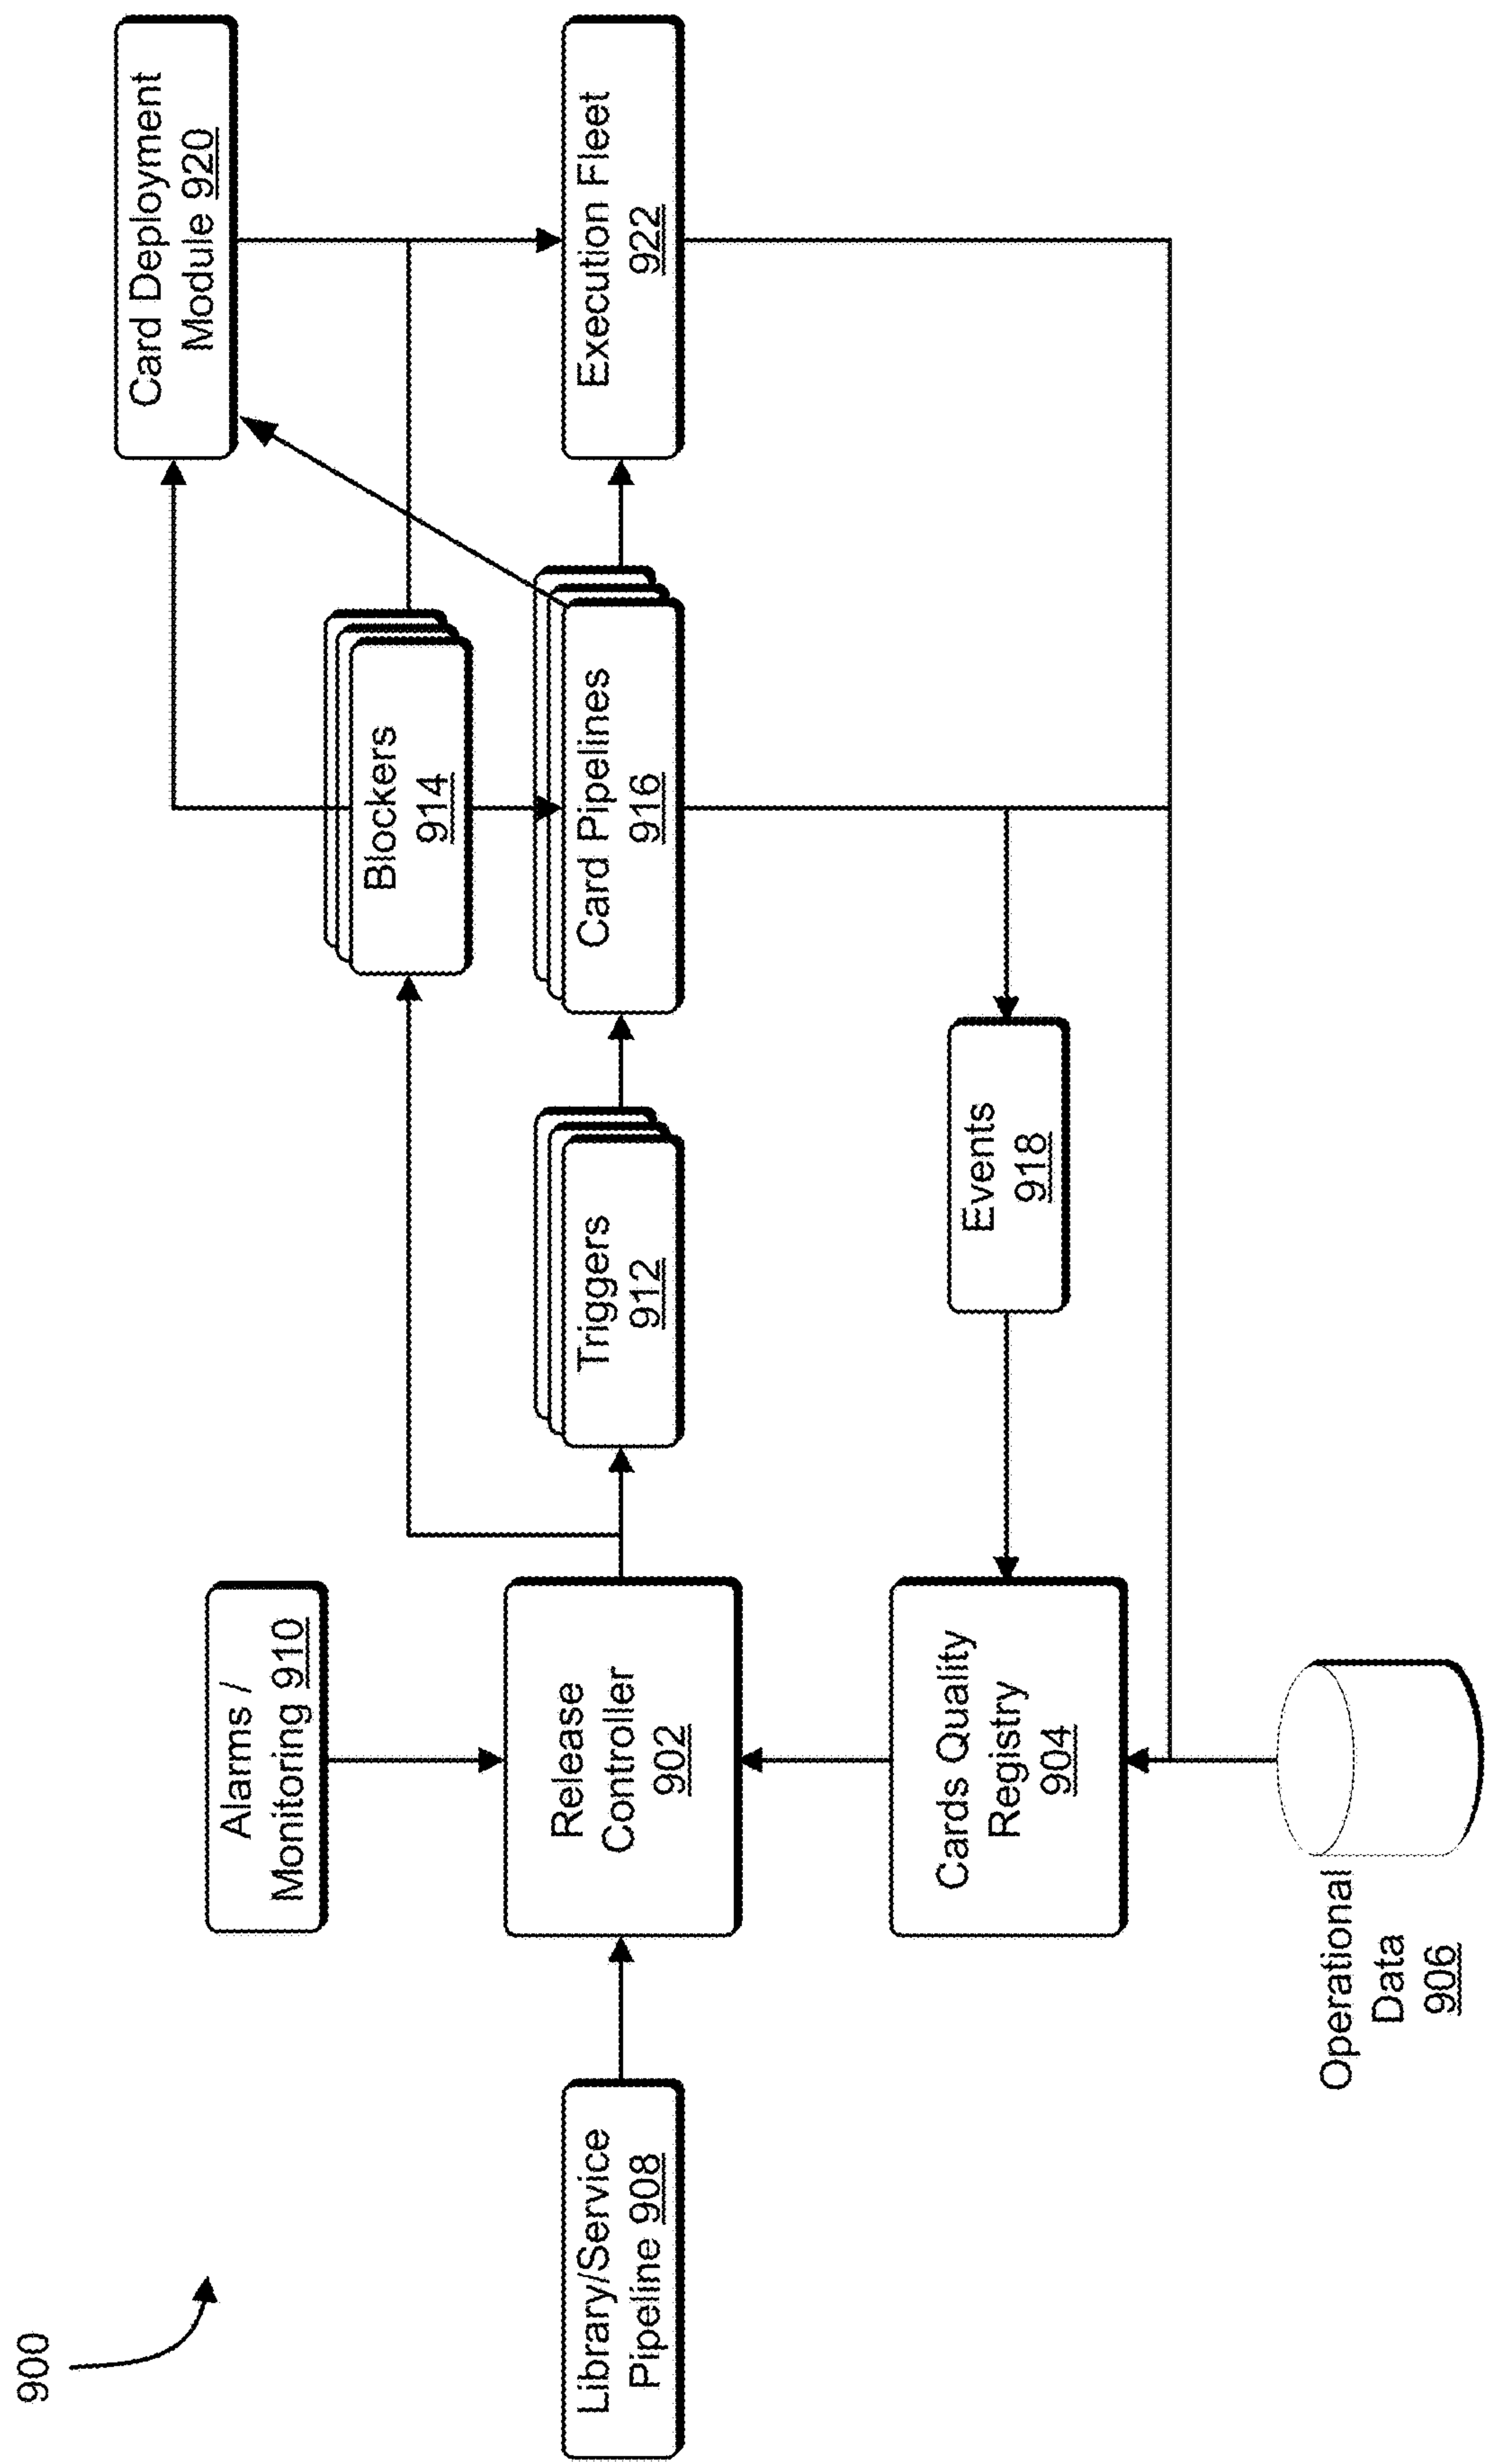 900
Alarms /
Monitoring 910
Card Deployment
Module 920
Blockers
914
Library/Service
Pipeline 908
Release
Controller
902
Triggers
912
Card Pipelines
916
Execution Fleet
922
Cards Quality
Registry
904
Events
918
Operational
Data
906